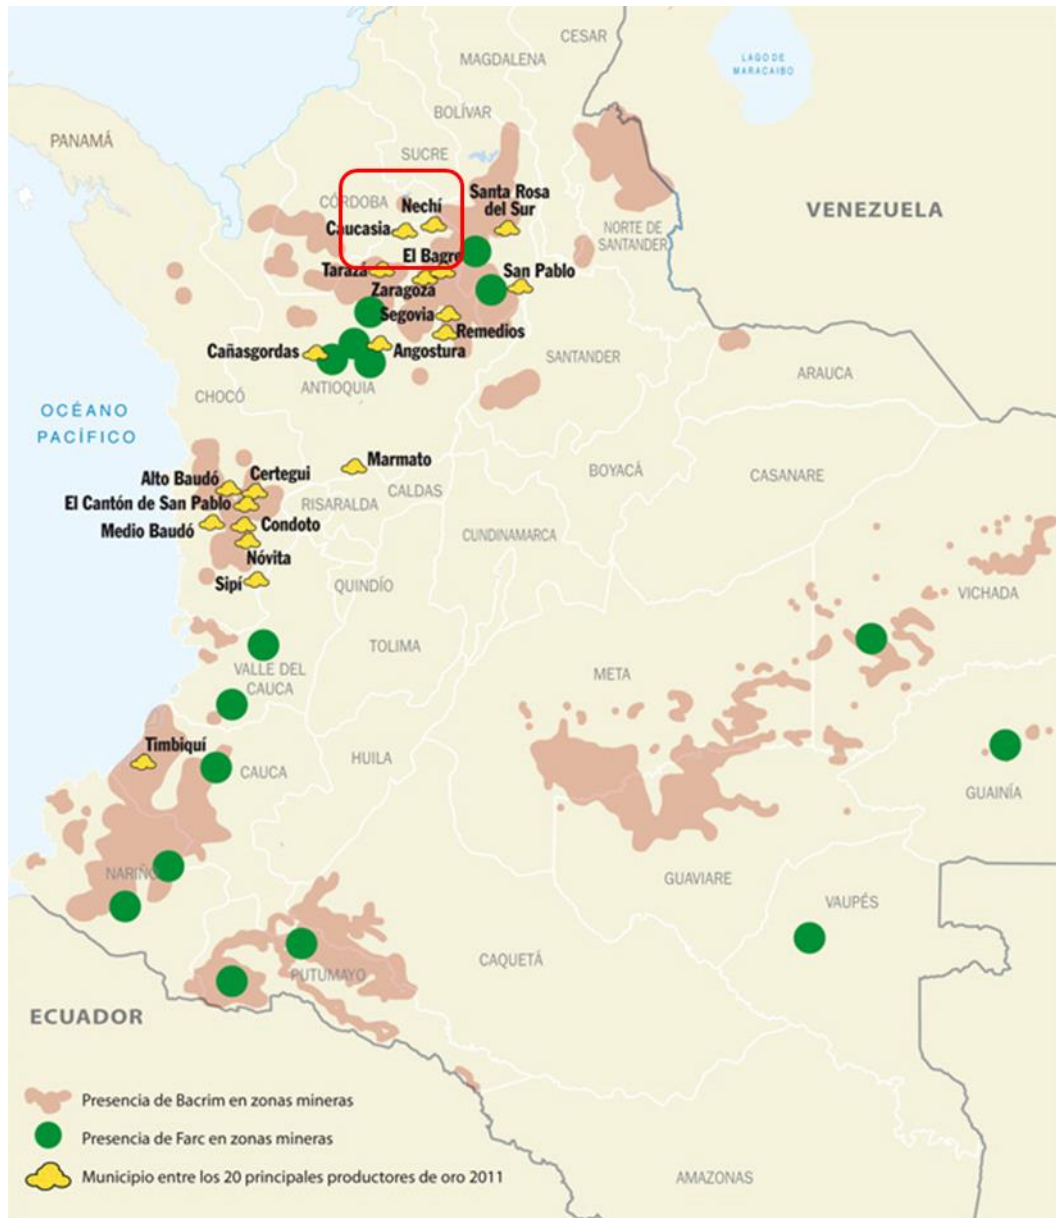 CESAR
MAGDALENA
LAGO DE
MARACAIBO
BOLÍVAR
PANAMÁ
SUCRE
CÓRDOBA
Nechí
Santa Rosa
del Sur
VENEZUELA
Caucasia
NORTE DE
SANTANDER
El Bagre
Tarazá
San Pablo
Zaragoza
Segovia
Remedios
Cañasgordas
Angostura
SANTANDER
ARAUCA
ANTIOQUIA
CHOCÓ
OCÉANO
PACÍFICO
Marmato
Alto Baudó
Certegui
BOYACÁ
CASANARE
CALDAS
El Cantón de San Pablo
RISARALDA
Medio Baudó
Condoto
CUNDINAMARCA
Nóvita
Sipí
QUINDÍO
VICHADA
TOLIMA
VALLE DEL
CAUCA
META
Timbiquí
HUILA
CAUCA
GUAINÍA
NARIÑO
GUAVIARE
VAUPÉS
CAQUETÁ
PUTUMAYO
ECUADOR
Presencia de Bacrim en zonas mineras
Presencia de Farc en zonas mineras
Municipio entre los 20 principales productores de oro 2011
AMAZONAS